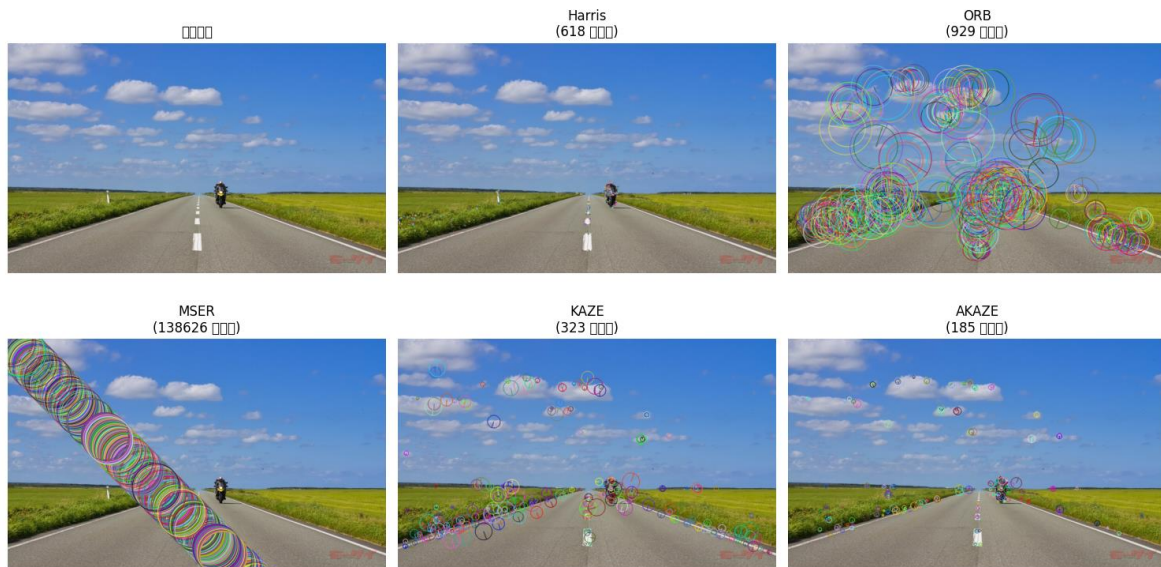 Harris
(618 □□□)
ORB
(929 □□□)
MSER
(138626 □□□)
KAZE
(323 □□□)
AKAZE
(185 □□□)